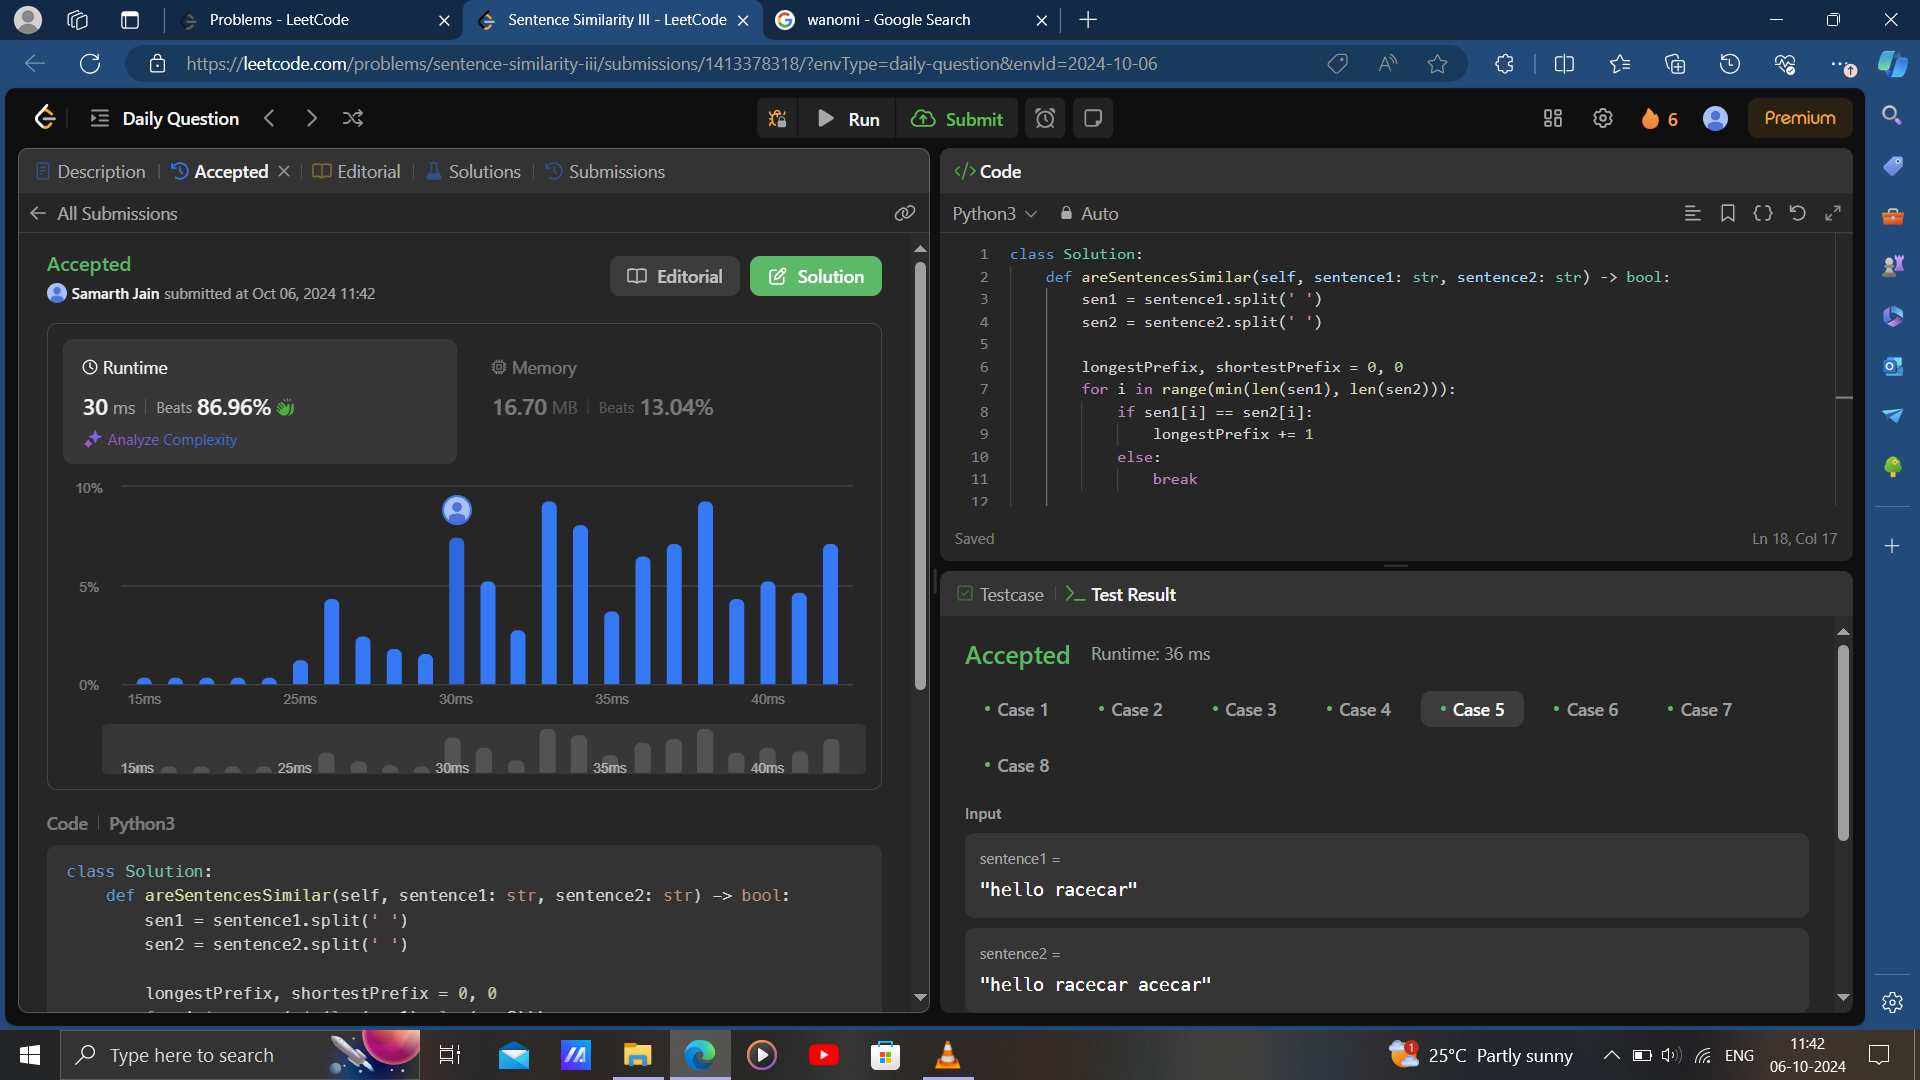 Problems - LeetCode
Sentence Similarity III - LeetCode
wanomi - Google Search
https://leetcode.com/problems/sentence-similarity-iii/submissions/1413378318/?envType=daily-question&envId=2024-10-06
Daily Question
Run
Submit
6
Premium
Description
Accepted
Editorial
Solutions
Submissions
All Submissions
Accepted
Samarth Jain submitted at Oct 06, 2024 11:42
Editorial
Solution
Runtime
30 ms | Beats 86.96%
Analyze Complexity
Memory
16.70 MB | Beats 13.04%
10%
5%
0%
15ms 25ms 30ms 35ms 40ms
15ms 25ms 30ms 35ms 40ms
Code | Python3
class Solution:
def areSentencesSimilar(self, sentence1: str, sentence2: str) -> bool:
sen1 = sentence1.split(' ')
sen2 = sentence2.split(' ')
longestPrefix, shortestPrefix = 0, 0
</> Code
Python3
Auto
1 class Solution:
2 def areSentencesSimilar(self, sentence1: str, sentence2: str) -> bool:
3 sen1 = sentence1.split(' ')
4 sen2 = sentence2.split(' ')
5
6 longestPrefix, shortestPrefix = 0, 0
7 for i in range(min(len(sen1), len(sen2))):
8 if sen1[i] == sen2[i]:
9 longestPrefix += 1
10 else:
11 break
12
Saved
Ln 18, Col 17
Testcase
Test Result
Accepted Runtime: 36 ms
Case 1
Case 2
Case 3
Case 4
Case 5
Case 6
Case 7
Case 8
Input
sentence1 =
"hello racecar"
sentence2 =
"hello racecar acecar"
Type here to search
1
25°C Partly sunny
ENG
11:42
06-10-2024